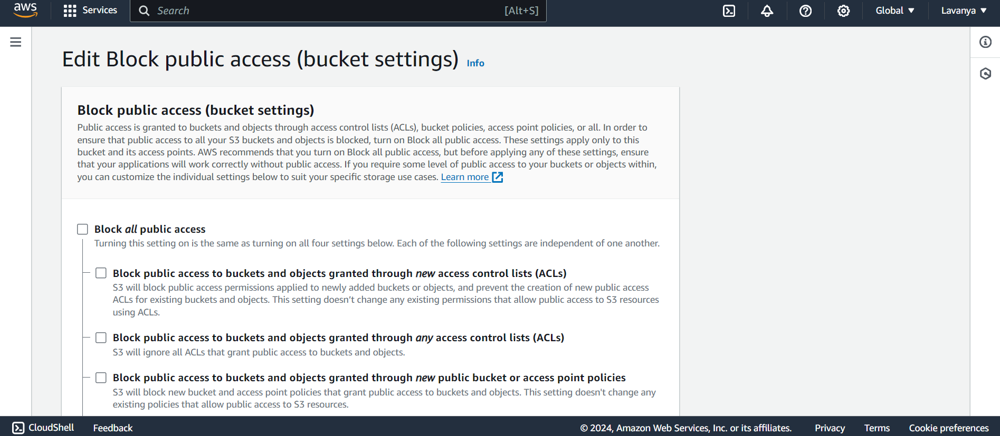 aws
Services
Search
[Alt+S]
Global
Lavanya
Edit Block public access (bucket settings) Info
Block public access (bucket settings)
Public access is granted to buckets and objects through access control lists (ACLs), bucket policies, access point policies, or all. In order to
ensure that public access to all your S3 buckets and objects is blocked, turn on Block all public access. These settings apply only to this
bucket and its access points. AWS recommends that you turn on Block all public access, but before applying any of these settings, ensure
that your applications will work correctly without public access. If you require some level of public access to your buckets or objects within,
you can customize the individual settings below to suit your specific storage use cases. Learn more
Block all public access
Turning this setting on is the same as turning on all four settings below. Each of the following settings are independent of one another.
Block public access to buckets and objects granted through new access control lists (ACLs)
S3 will block public access permissions applied to newly added buckets or objects, and prevent the creation of new public access
ACLs for existing buckets and objects. This setting doesn’t change any existing permissions that allow public access to S3 resources
using ACLs.
Block public access to buckets and objects granted through any access control lists (ACLs)
S3 will ignore all ACLs that grant public access to buckets and objects.
Block public access to buckets and objects granted through new public bucket or access point policies
S3 will block new bucket and access point policies that grant public access to buckets and objects. This setting doesn't change any
existing policies that allow public access to S3 resources.
CloudShell
Feedback
© 2024, Amazon Web Services, Inc. or its affiliates.
Privacy
Terms
Cookie preferences